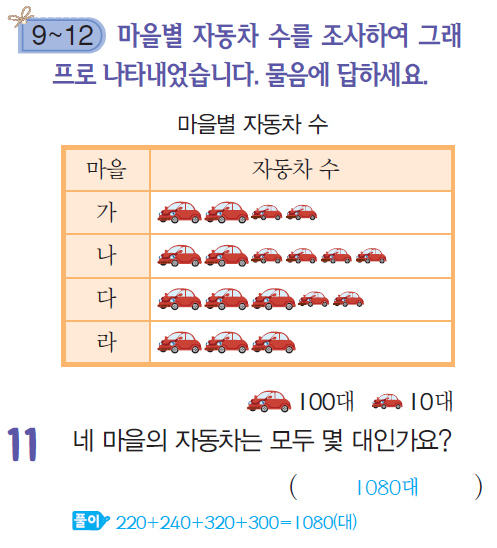 9~12 마을별 자동차 수를 조사하여 그래
프로 나타내었습니다. 물음에 답하세요.
마을별 자동차 수
마을 자동차 수
가
나
다
라
100대 10대
11 네 마을의 자동차는 모두 몇 대인가요?
( 1080대 )
풀이 220+240+320+300=1080(대)